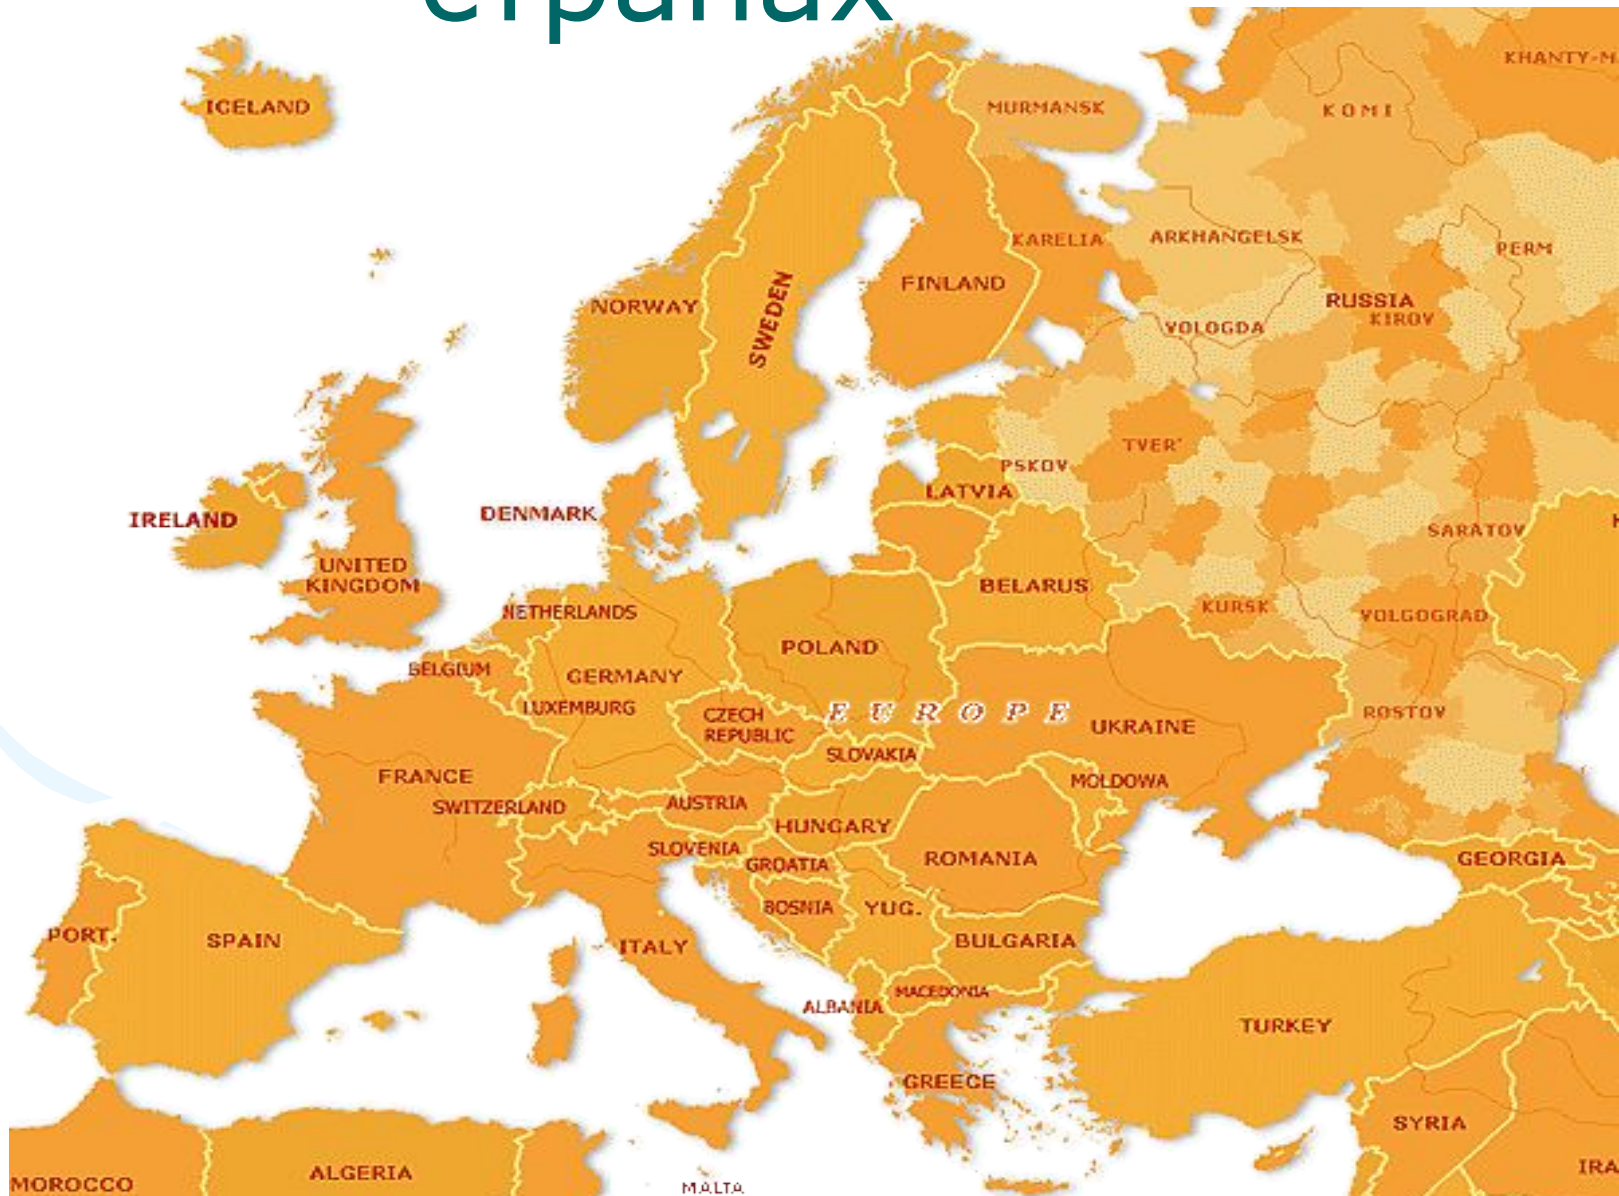 странах
KHANTY-M
ICELAND
MURMANSK
KOMI
KARELIA
ARKHANGELSK
PERM
FINLAND
NORWAY
SWEDEN
RUSSIA
KIROV
VOLOGDA
TVER'
PSKOV
LATVIA
IRELAND
DENMARK
SARATOV
UNITED
KINGDOM
BELARUS
NETHERLANDS
KURSK
VOLGOGRAD
POLAND
BELGIUM
GERMANY
LUXEMBURG
CZECH
REPUBLIC
EUROPE
ROSTOV
UKRAINE
SLOVAKIA
FRANCE
MOLDOWA
SWITZERLAND
AUSTRIA
HUNGARY
SLOVENIA
CROATIA
ROMANIA
GEORGIA
BOSNIA
YUG.
PORT.
SPAIN
ITALY
BULGARIA
MACEDONIA
ALBANIA
TURKEY
GREECE
SYRIA
ALGERIA
IRA
MOROCCO
MALTA